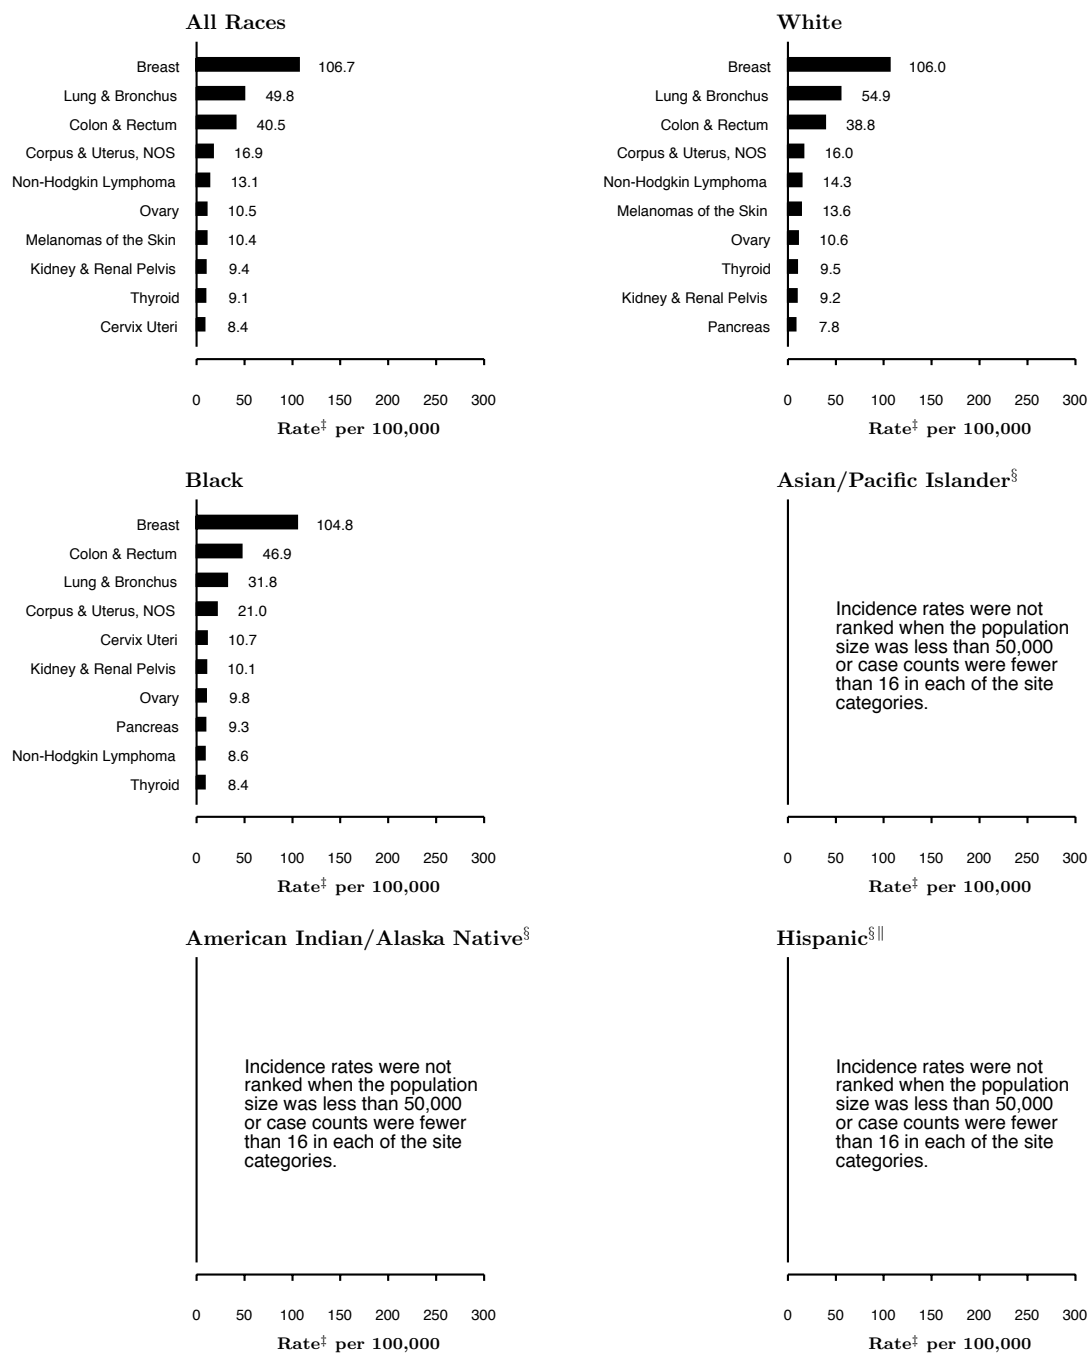 All Races
Breast 106.7
Lung & Bronchus 49.8
Colon & Rectum 40.5
Corpus & Uterus, NOS 16.9
Non-Hodgkin Lymphoma 13.1
Ovary 10.5
Melanomas of the Skin 10.4
Kidney & Renal Pelvis 9.4
Thyroid 9.1
Cervix Uteri 8.4
0 50 100 150 200 250 300
Rate‡ per 100,000
White
Breast 106.0
Lung & Bronchus 54.9
Colon & Rectum 38.8
Corpus & Uterus, NOS 16.0
Non-Hodgkin Lymphoma 14.3
Melanomas of the Skin 13.6
Ovary 10.6
Thyroid 9.5
Kidney & Renal Pelvis 9.2
Pancreas 7.8
0 50 100 150 200 250 300
Rate‡ per 100,000
Black
Breast 104.8
Colon & Rectum 46.9
Lung & Bronchus 31.8
Corpus & Uterus, NOS 21.0
Cervix Uteri 10.7
Kidney & Renal Pelvis 10.1
Ovary 9.8
Pancreas 9.3
Non-Hodgkin Lymphoma 8.6
Thyroid 8.4
0 50 100 150 200 250 300
Rate‡ per 100,000
Asian/Pacific Islander§
Incidence rates were not
ranked when the population
size was less than 50,000
or case counts were fewer
than 16 in each of the site
categories.
0 50 100 150 200 250 300
Rate‡ per 100,000
American Indian/Alaska Native§
Incidence rates were not
ranked when the population
size was less than 50,000
or case counts were fewer
than 16 in each of the site
categories.
0 50 100 150 200 250 300
Rate‡ per 100,000
Hispanic§‖
Incidence rates were not
ranked when the population
size was less than 50,000
or case counts were fewer
than 16 in each of the site
categories.
0 50 100 150 200 250 300
Rate‡ per 100,000